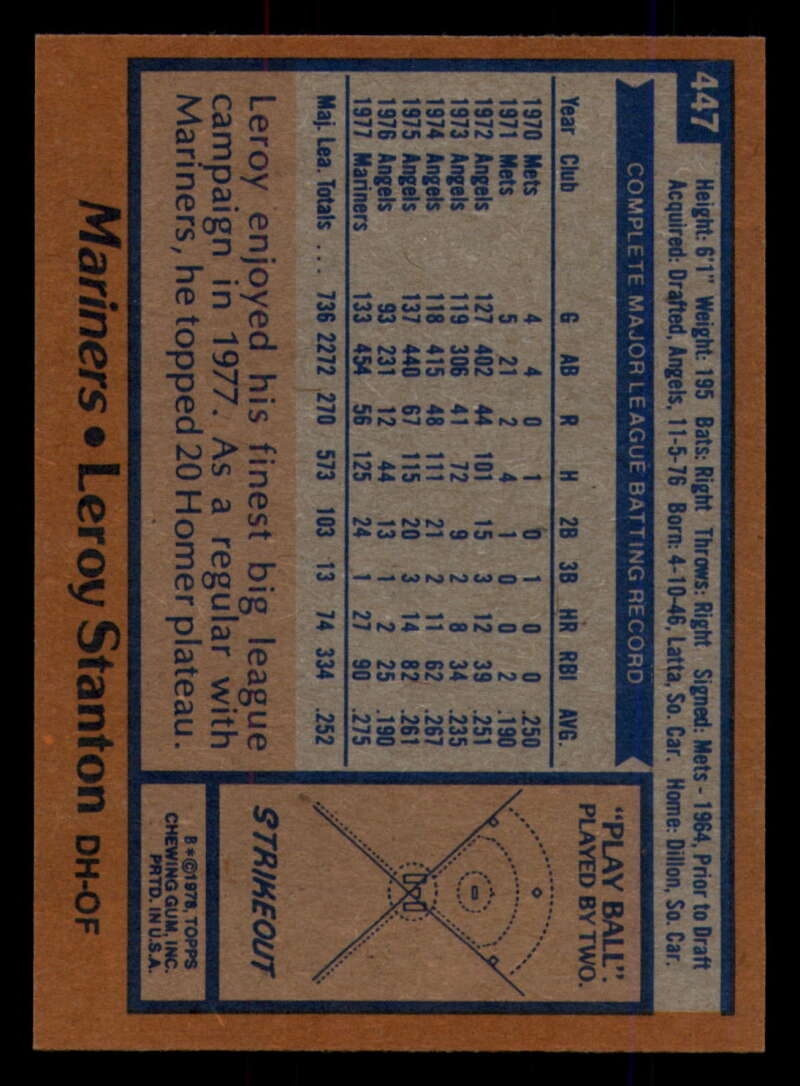 447
Height: 6'1" Weight: 195 Bats: Right Throws: Right Signed: Mets - 1964, Prior to Draft
Acquired: Drafted, Angels, 11-5-76 Born: 4-10-46, Latta, So. Car. Home: Dillon, So. Car.
COMPLETE MAJOR LEAGUE BATTING RECORD
Year Club G AB R H 2B 3B HR RBI AVG.
1970 Mets 4 4 0 1 0 1 0 0 .250
1971 Mets 5 21 2 4 1 0 0 2 .190
1972 Angels 127 402 44 101 15 3 12 39 .251
1973 Angels 119 306 41 72 9 2 8 34 .235
1974 Angels 118 415 48 111 21 2 11 62 .267
1975 Angels 137 440 67 115 20 3 14 82 .261
1976 Angels 93 231 12 44 13 1 2 25 .190
1977 Mariners 133 454 56 125 24 1 27 90 .275
Maj. Lea. Totals ... 736 2272 270 573 103 13 74 334 .252
Leroy enjoyed his finest big league
campaign in 1977. As a regular with
Mariners, he topped 20 Homer plateau.
"PLAY BALL".
PLAYED BY TWO.
STRIKEOUT
B*©1978, TOPPS
CHEWING GUM, INC.
PRTD. IN U.S.A.
Mariners • Leroy Stanton DH-OF